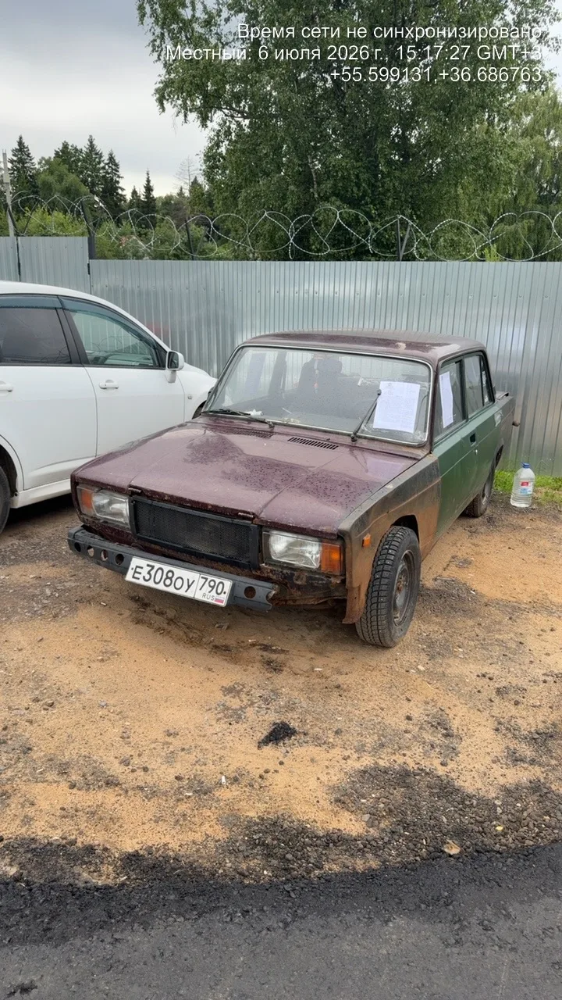 Время сети не синхронизировано
Местный: 6 июля 2026 г. 15:17:27 GMT+3
+55.599131,+36.686763
Е308ОУ 790
RUS